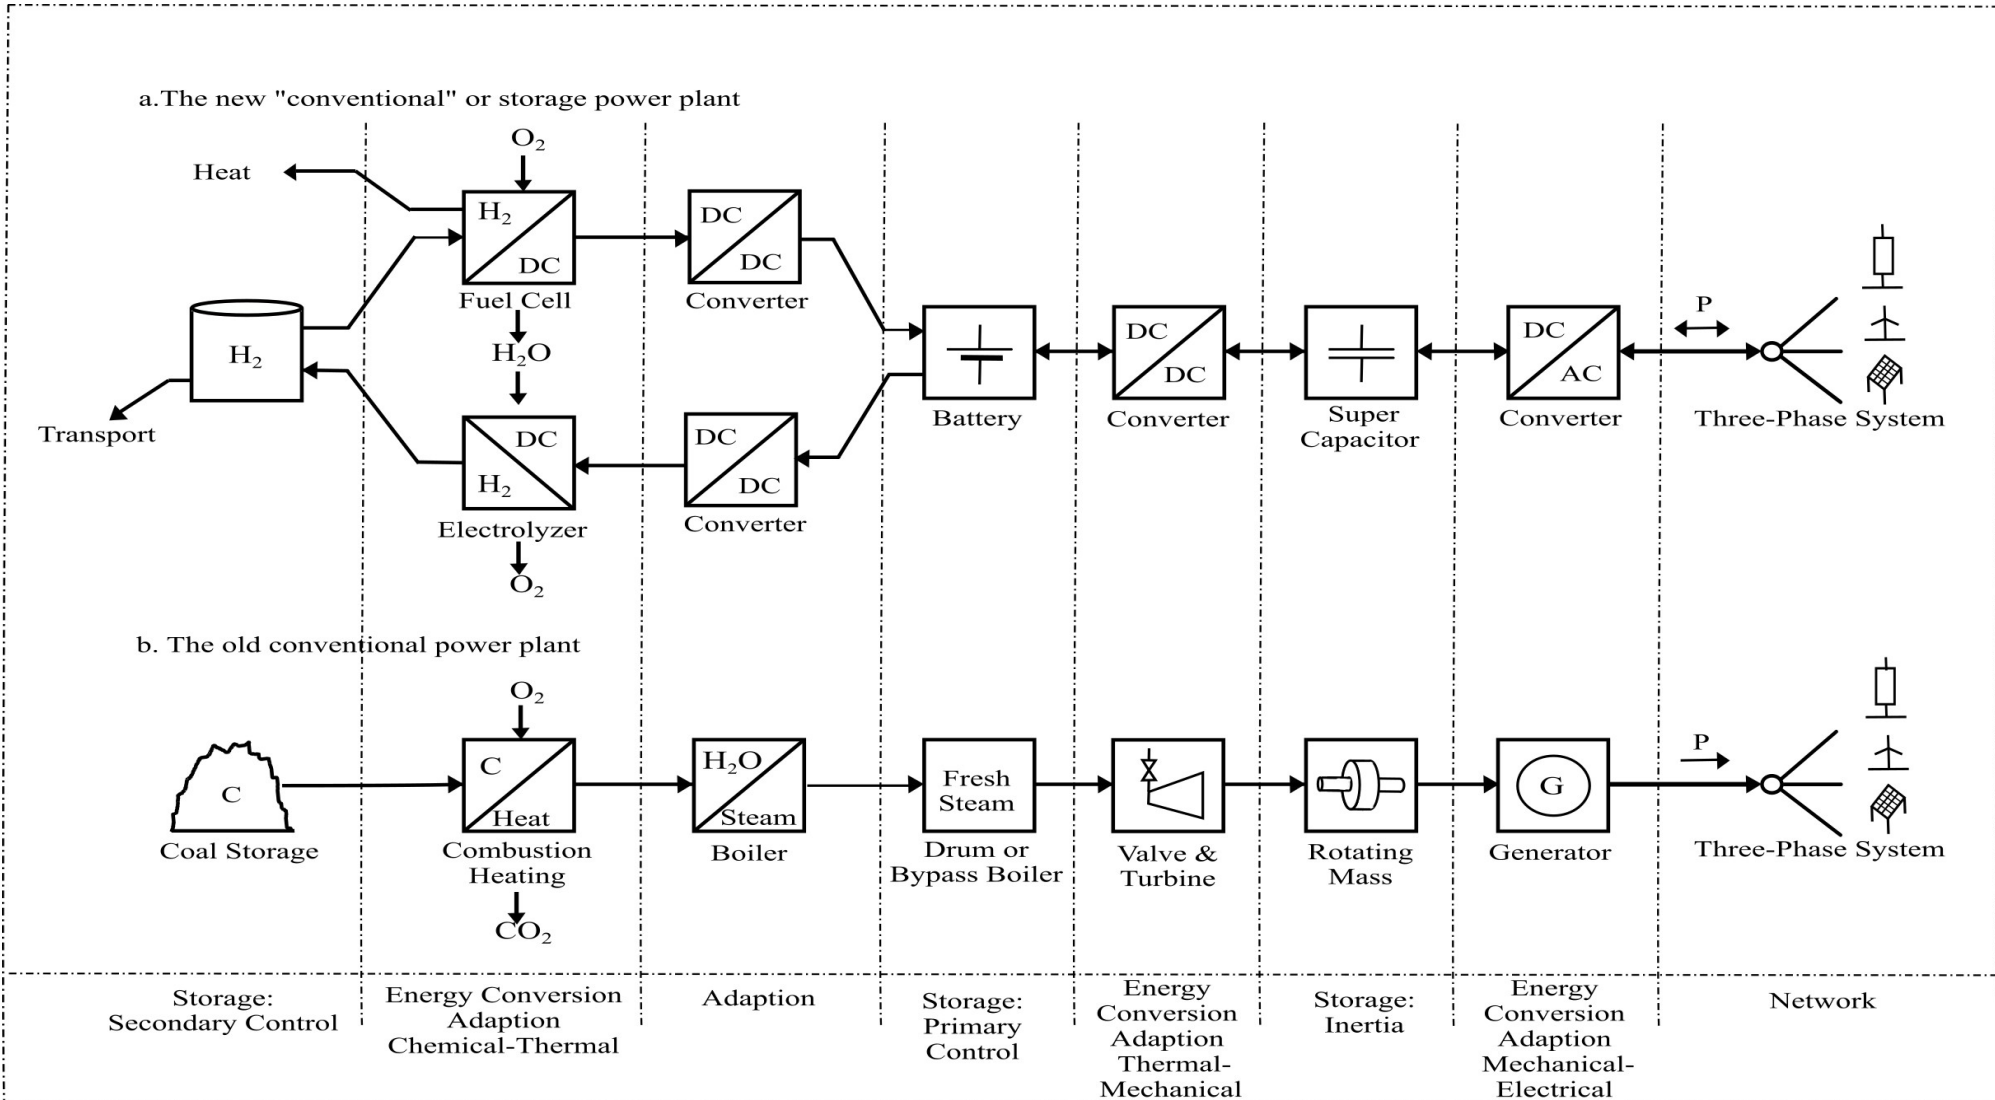 a.The new "conventional" or storage power plant
O₂
Heat
H₂
DC
Fuel Cell
DC
DC
Converter
H₂O
H₂
Transport
DC
H₂
Electrolyzer
O₂
DC
DC
Converter
Battery
DC
DC
Converter
Super
Capacitor
DC
AC
Converter
P
Three-Phase System
b. The old conventional power plant
O₂
C
Coal Storage
C
Heat
Combustion
Heating
CO₂
H₂O
Steam
Boiler
Fresh
Steam
Drum or
Bypass Boiler
Valve &
Turbine
Rotating
Mass
G
Generator
P
Three-Phase System
Storage:
Secondary Control
Energy Conversion
Adaption
Chemical-Thermal
Adaption
Storage:
Primary
Control
Energy
Conversion
Adaption
Thermal-
Mechanical
Storage:
Inertia
Energy
Conversion
Adaption
Mechanical-
Electrical
Network